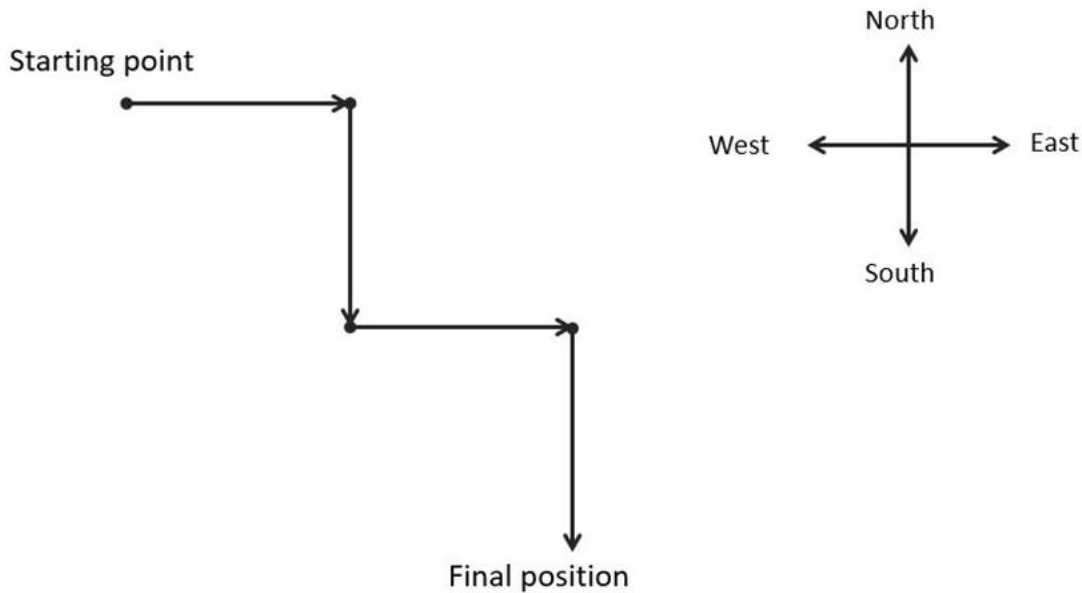 North
Starting point
West
East
South
Final position